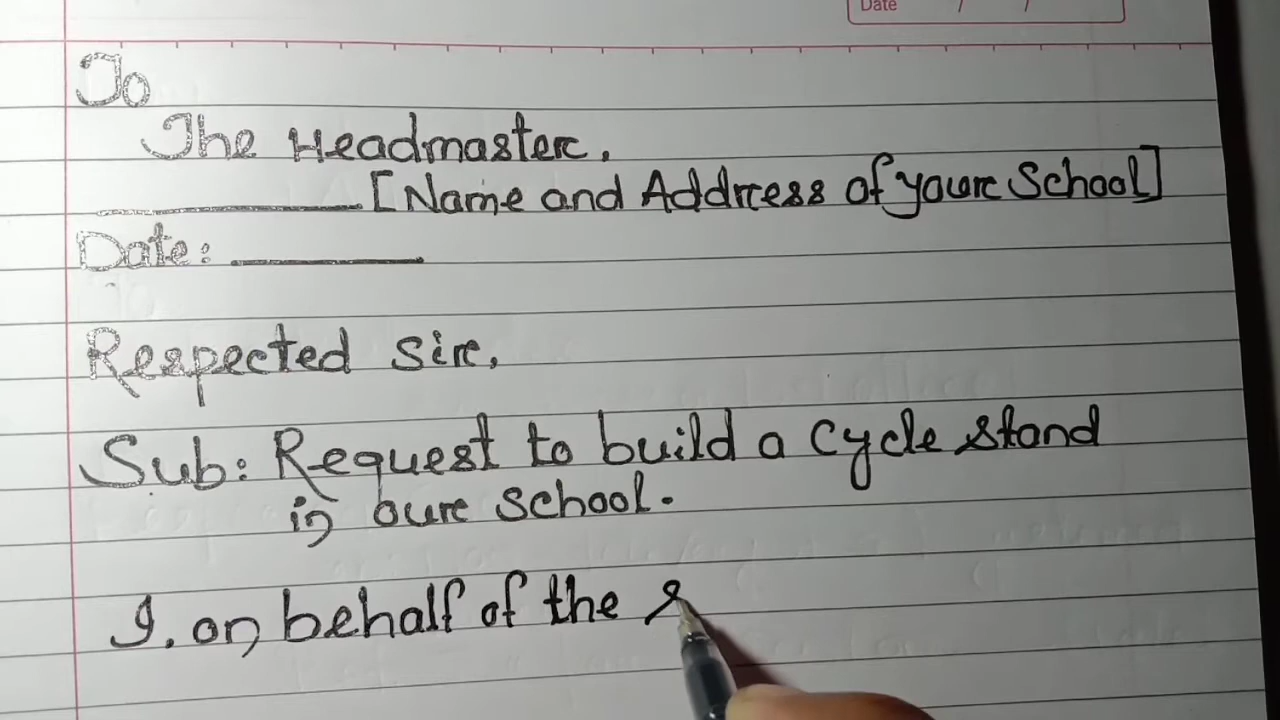 Date / /
To
The Headmaster,
[Name and Address of your School]
Date:
Respected Sir,
Sub: Request to build a cycle stand
in our school.
I. on behalf of the s